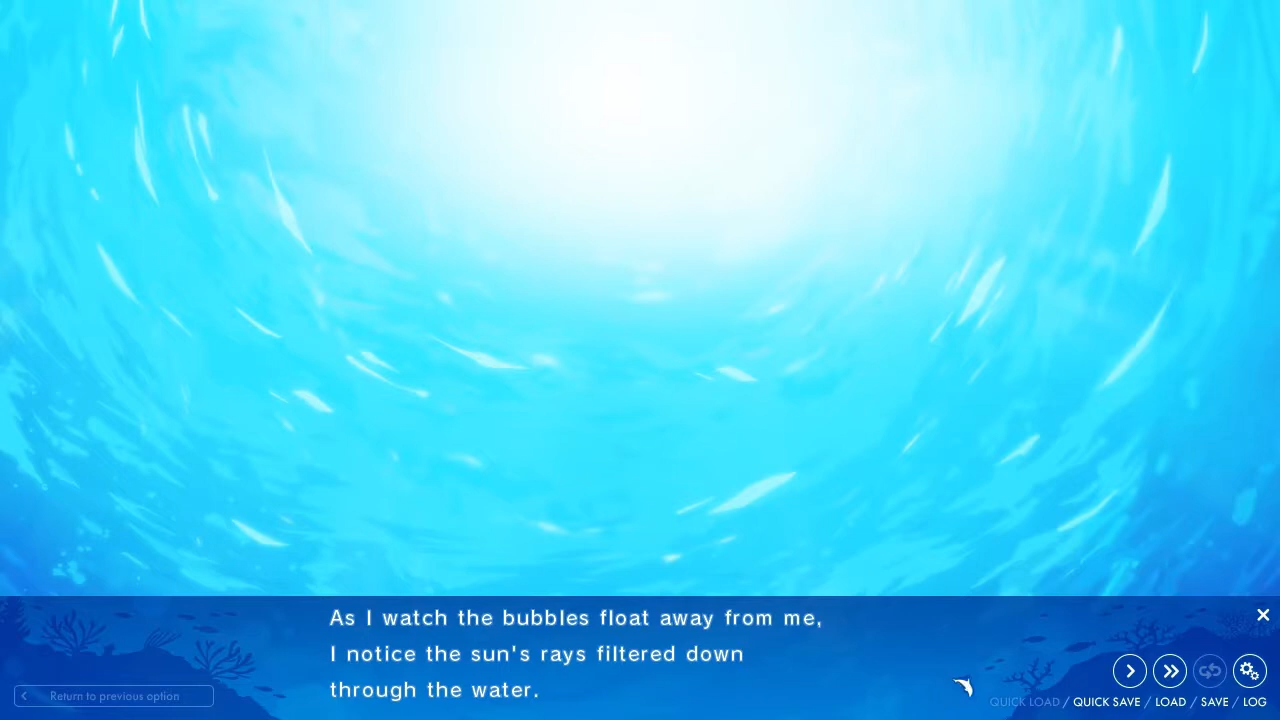 As I watch the bubbles float away from me,
I notice the sun's rays filtered down
through the water.
Return to previous option
QUICK LOAD / QUICK SAVE / LOAD / SAVE / LOG